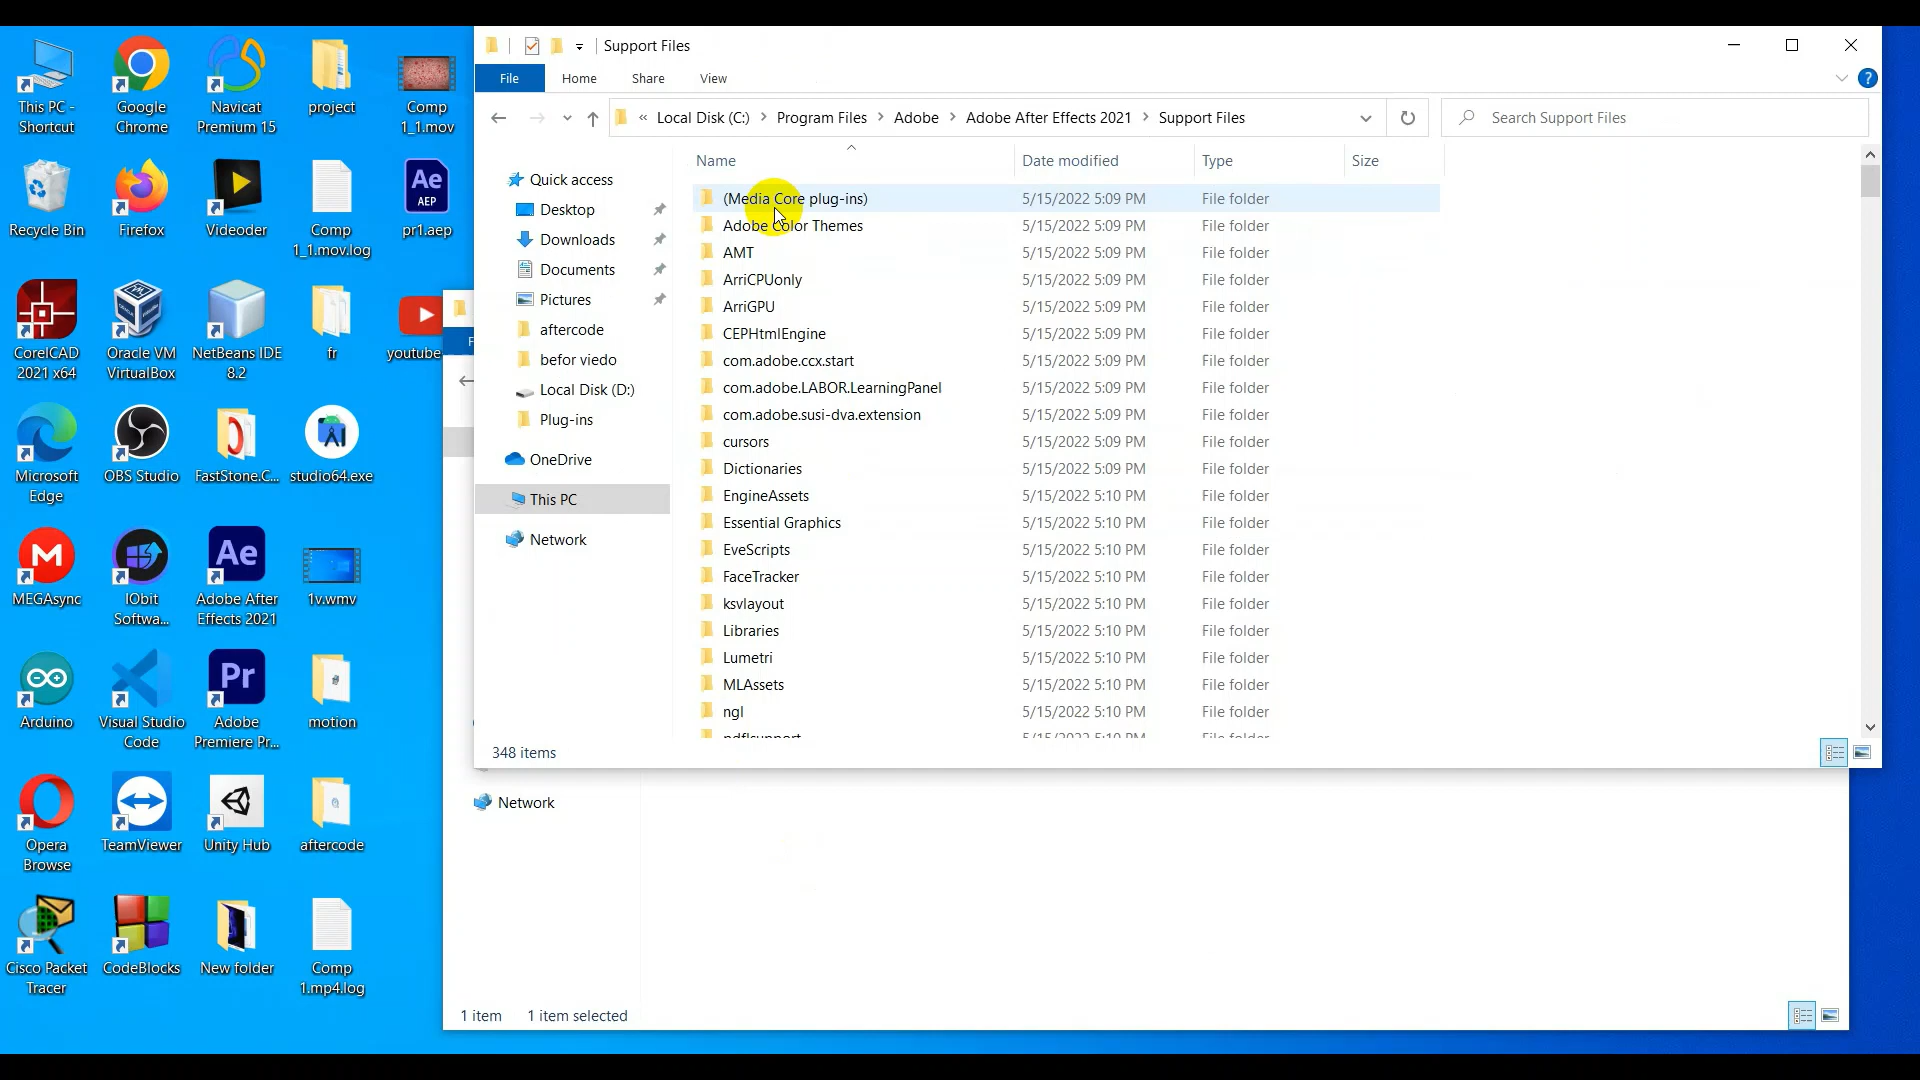 This PC -
Shortcut
Google
Chrome
Navicat
Premium 15
project
Comp
1_1.mov
Recycle Bin
Firefox
Videoder
Comp
1_1.mov.log
Ae
AEP
pr1.aep
CorelCAD
2021 x64
Oracle VM
VirtualBox
NetBeans IDE
8.2
fr
youtube
Microsoft
Edge
OBS Studio
FastStone.C...
studio64.exe
MEGAsync
IObit
Softwa...
Ae
Adobe After
Effects 2021
1v.wmv
Arduino
Visual Studio
Code
Pr
Adobe
Premiere Pr...
motion
Opera
Browse
TeamViewer
Unity Hub
aftercode
Cisco Packet
Tracer
CodeBlocks
New folder
Comp
1.mp4.log
Support Files
File Home Share View
« Local Disk (C:) > Program Files > Adobe > Adobe After Effects 2021 > Support Files
Search Support Files
Quick access
Desktop
Downloads
Documents
Pictures
aftercode
befor viedo
Local Disk (D:)
Plug-ins
OneDrive
This PC
Network
Name Date modified Type Size
(Media Core plug-ins) 5/15/2022 5:09 PM File folder
Adobe Color Themes 5/15/2022 5:09 PM File folder
AMT 5/15/2022 5:09 PM File folder
ArriCPUonly 5/15/2022 5:09 PM File folder
ArriGPU 5/15/2022 5:09 PM File folder
CEPHtmlEngine 5/15/2022 5:09 PM File folder
com.adobe.ccx.start 5/15/2022 5:09 PM File folder
com.adobe.LABOR.LearningPanel 5/15/2022 5:09 PM File folder
com.adobe.susi-dva.extension 5/15/2022 5:09 PM File folder
cursors 5/15/2022 5:09 PM File folder
Dictionaries 5/15/2022 5:09 PM File folder
EngineAssets 5/15/2022 5:10 PM File folder
Essential Graphics 5/15/2022 5:10 PM File folder
EveScripts 5/15/2022 5:10 PM File folder
FaceTracker 5/15/2022 5:10 PM File folder
ksvlayout 5/15/2022 5:10 PM File folder
Libraries 5/15/2022 5:10 PM File folder
Lumetri 5/15/2022 5:10 PM File folder
MLAssets 5/15/2022 5:10 PM File folder
ngl 5/15/2022 5:10 PM File folder
348 items
Network
1 item 1 item selected